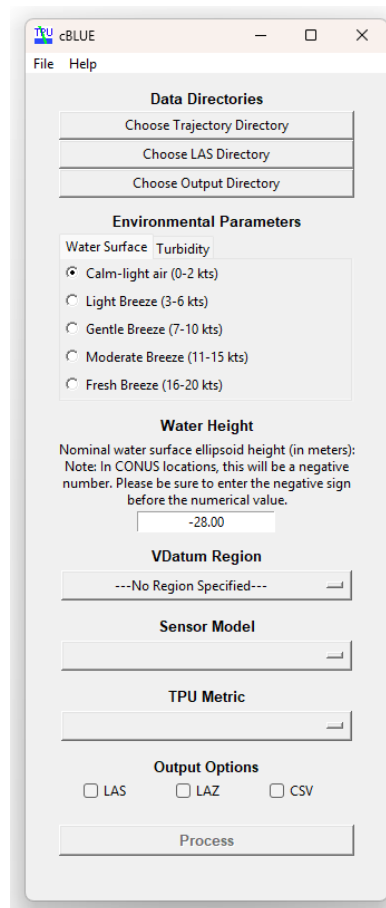 TPU cBLUE
File Help
Data Directories
Choose Trajectory Directory
Choose LAS Directory
Choose Output Directory
Environmental Parameters
Water Surface Turbidity
Calm-light air (0-2 kts)
Light Breeze (3-6 kts)
Gentle Breeze (7-10 kts)
Moderate Breeze (11-15 kts)
Fresh Breeze (16-20 kts)
Water Height
Nominal water surface ellipsoid height (in meters):
Note: In CONUS locations, this will be a negative
number. Please be sure to enter the negative sign
before the numerical value.
-28.00
VDatum Region
---No Region Specified---
Sensor Model
TPU Metric
Output Options
LAS LAZ CSV
Process